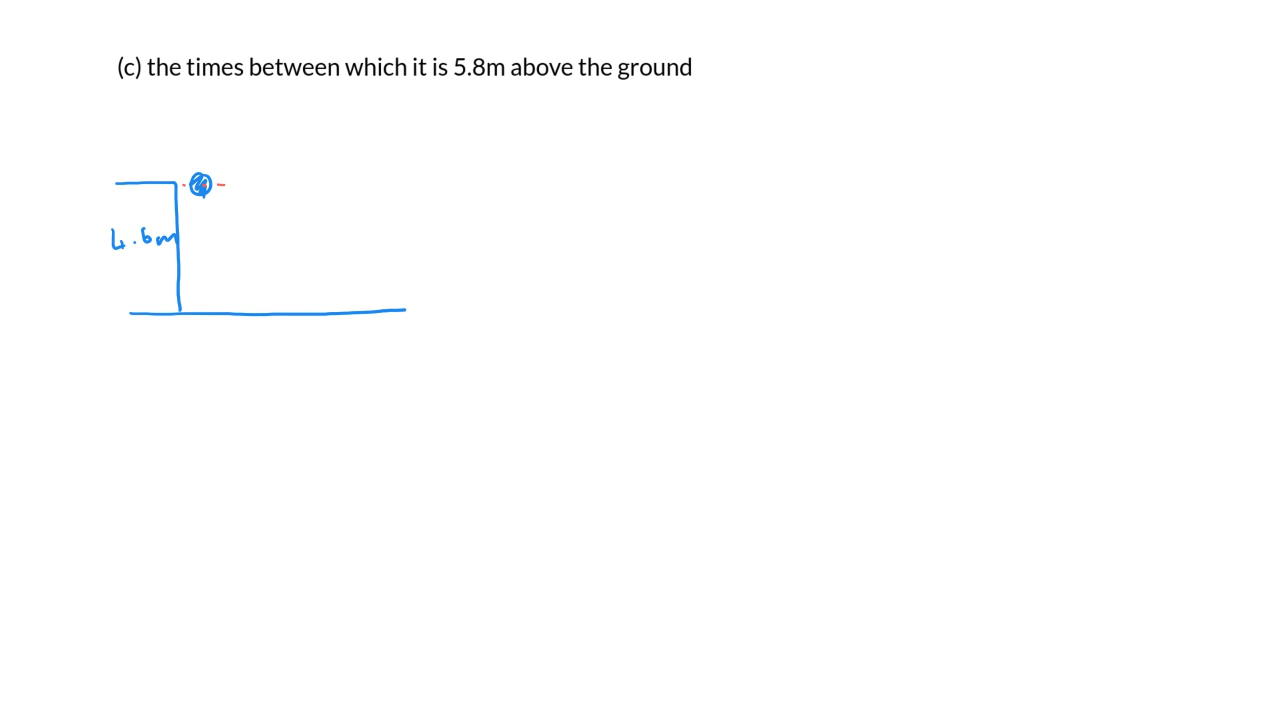 (c) the times between which it is 5.8m above the ground
4.6m